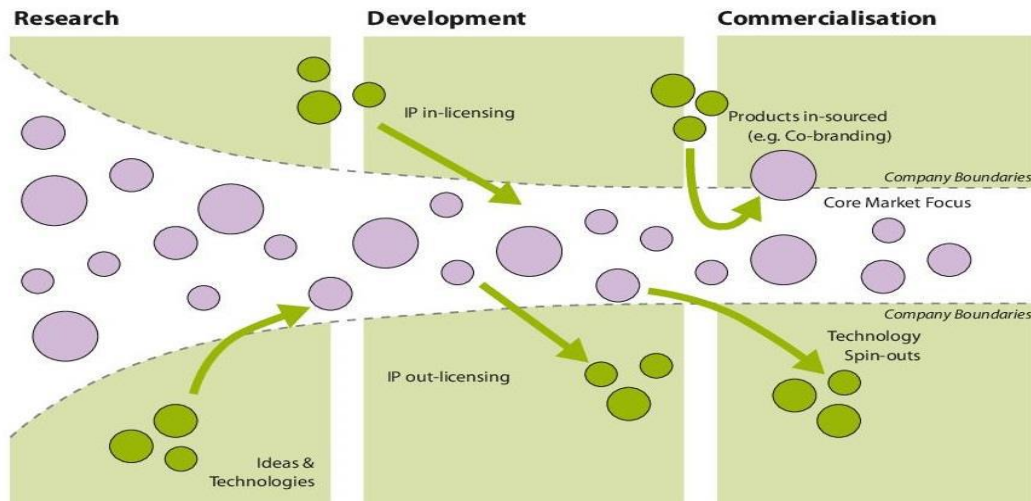 Research
Development
Commercialisation
IP in-licensing
Products in-sourced
(e.g. Co-branding)
Company Boundaries
Core Market Focus
Company Boundaries
Technology
Spin-outs
IP out-licensing
Ideas &
Technologies